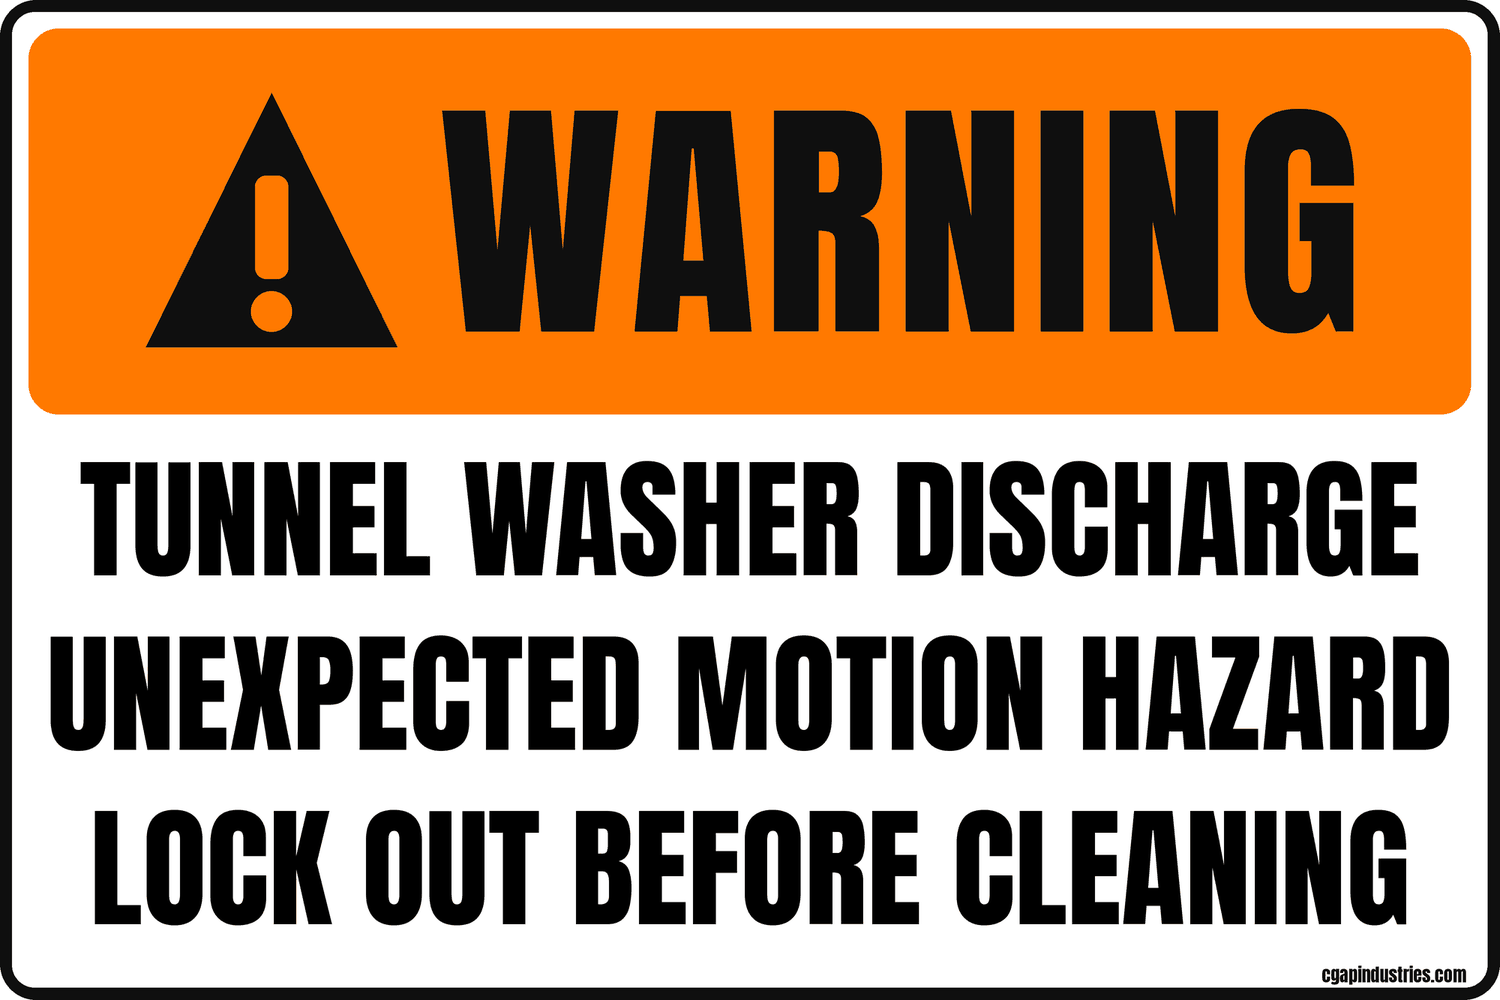 WARNING
TUNNEL WASHER DISCHARGE
UNEXPECTED MOTION HAZARD
LOCK OUT BEFORE CLEANING
cgapindustries.com